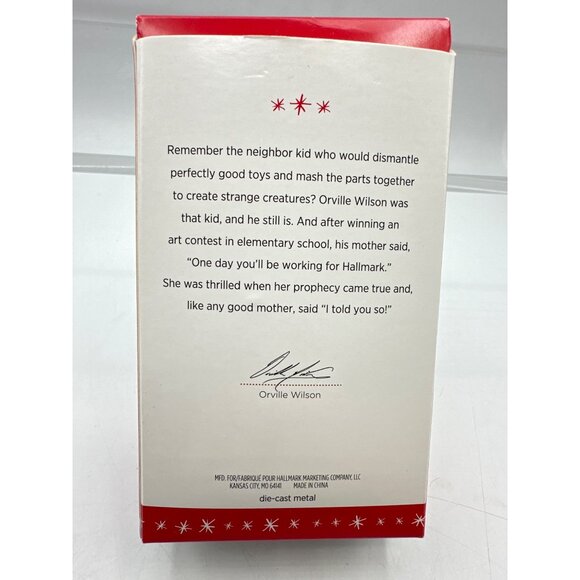 Remember the neighbor kid who would dismantle
perfectly good toys and mash the parts together
to create strange creatures? Orville Wilson was
that kid, and he still is. And after winning an
art contest in elementary school, his mother said,
“One day you’ll be working for Hallmark.”
She was thrilled when her prophecy came true and,
like any good mother, said “I told you so!”
Orville Wilson
MFD. FOR/FABRIQUÉ POUR HALLMARK MARKETING COMPANY, LLC
KANSAS CITY, MO 64141 MADE IN CHINA
die-cast metal